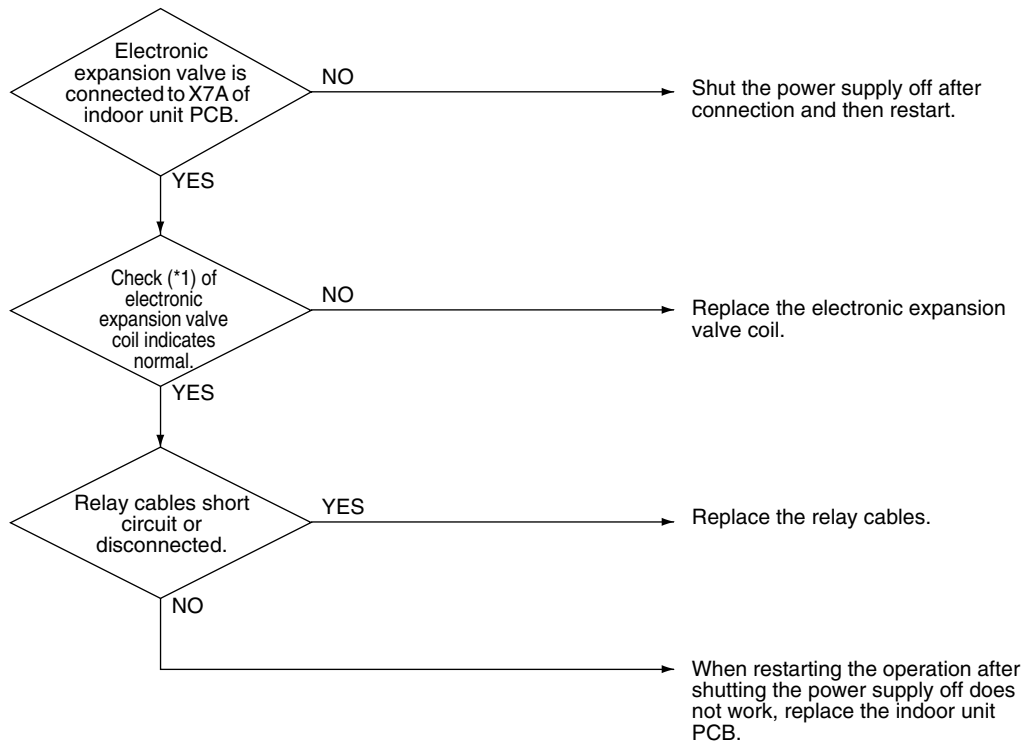 Electronic
expansion valve is
connected to X7A of
indoor unit PCB.
NO
Shut the power supply off after
connection and then restart.
YES
Check (*1) of
electronic
expansion valve
coil indicates
normal.
NO
Replace the electronic expansion
valve coil.
YES
Relay cables short
circuit or
disconnected.
YES
Replace the relay cables.
NO
When restarting the operation after
shutting the power supply off does
not work, replace the indoor unit
PCB.